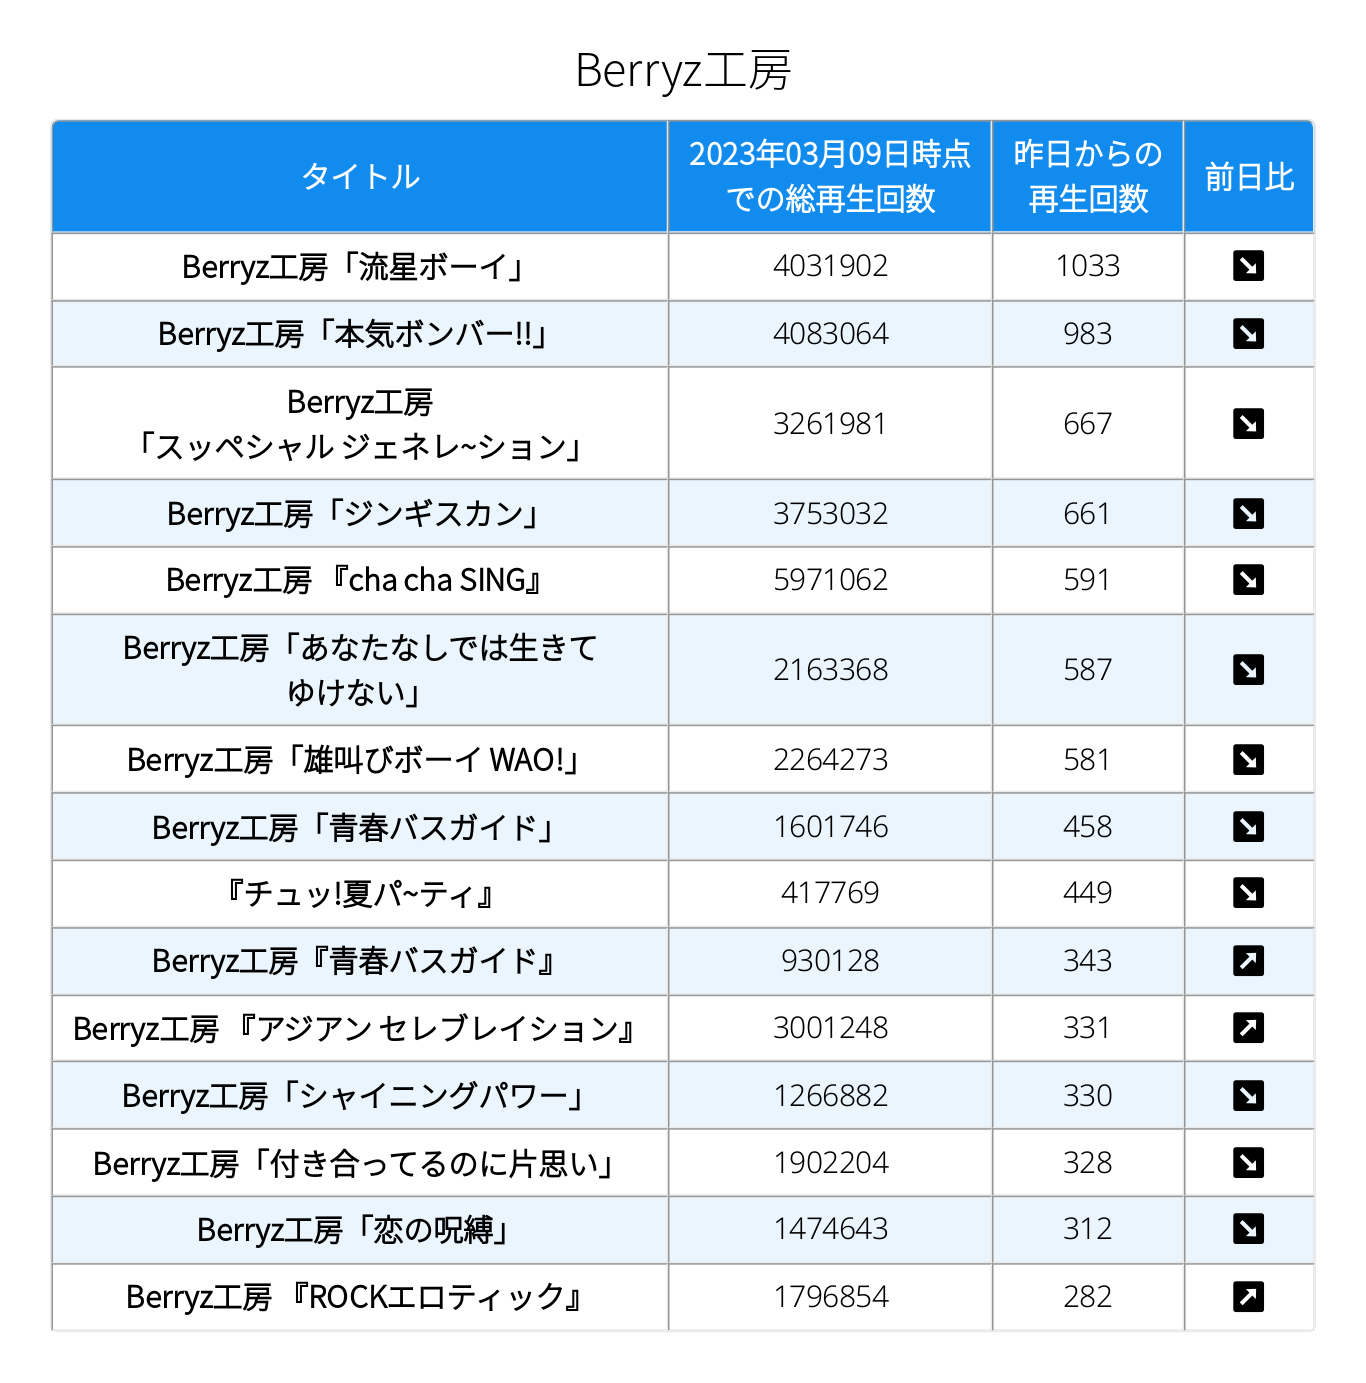 Berryz工房
タイトル
2023年03月09日時点
での総再生回数
昨日からの
再生回数
前日比
Berryz工房「流星ボーイ」 4031902 1033
Berryz工房「本気ボンバー!!」 4083064 983
Berryz工房
「スッペシャル ジェネレ~ション」 3261981 667
Berryz工房「ジンギスカン」 3753032 661
Berryz工房 『cha cha SING』 5971062 591
Berryz工房「あなたなしでは生きて
ゆけない」 2163368 587
Berryz工房「雄叫びボーイ WAO!」 2264273 581
Berryz工房「青春バスガイド」 1601746 458
『チュッ!夏パ~ティ』 417769 449
Berryz工房『青春バスガイド』 930128 343
Berryz工房 『アジアン セレブレイション』 3001248 331
Berryz工房「シャイニングパワー」 1266882 330
Berryz工房「付き合ってるのに片思い」 1902204 328
Berryz工房「恋の呪縛」 1474643 312
Berryz工房 『ROCKエロティック』 1796854 282